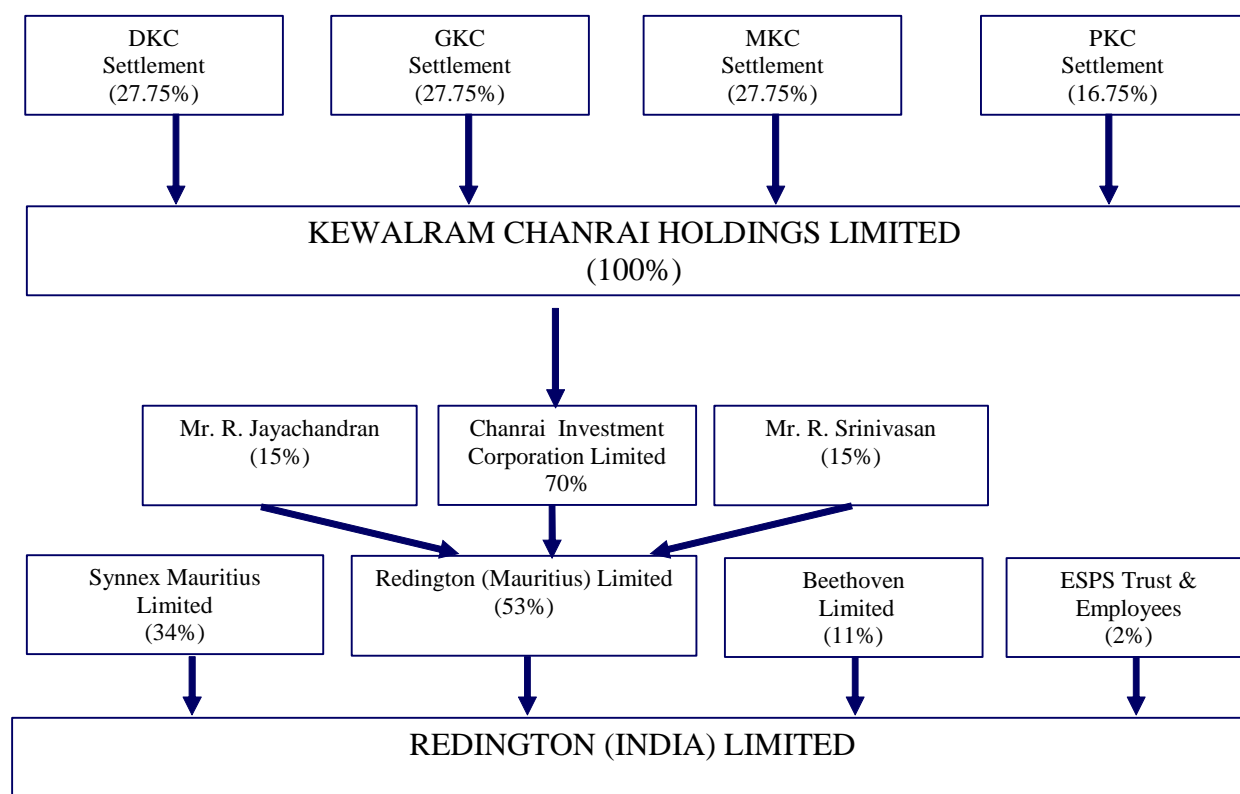 DKC
Settlement
(27.75%)
GKC
Settlement
(27.75%)
MKC
Settlement
(27.75%)
PKC
Settlement
(16.75%)
KEWALRAM CHANRAI HOLDINGS LIMITED
(100%)
Mr. R. Jayachandran
(15%)
Chanrai Investment
Corporation Limited
70%
Mr. R. Srinivasan
(15%)
Synnex Mauritius
Limited
(34%)
Redington (Mauritius) Limited
(53%)
Beethoven
Limited
(11%)
ESPS Trust &
Employees
(2%)
REDINGTON (INDIA) LIMITED